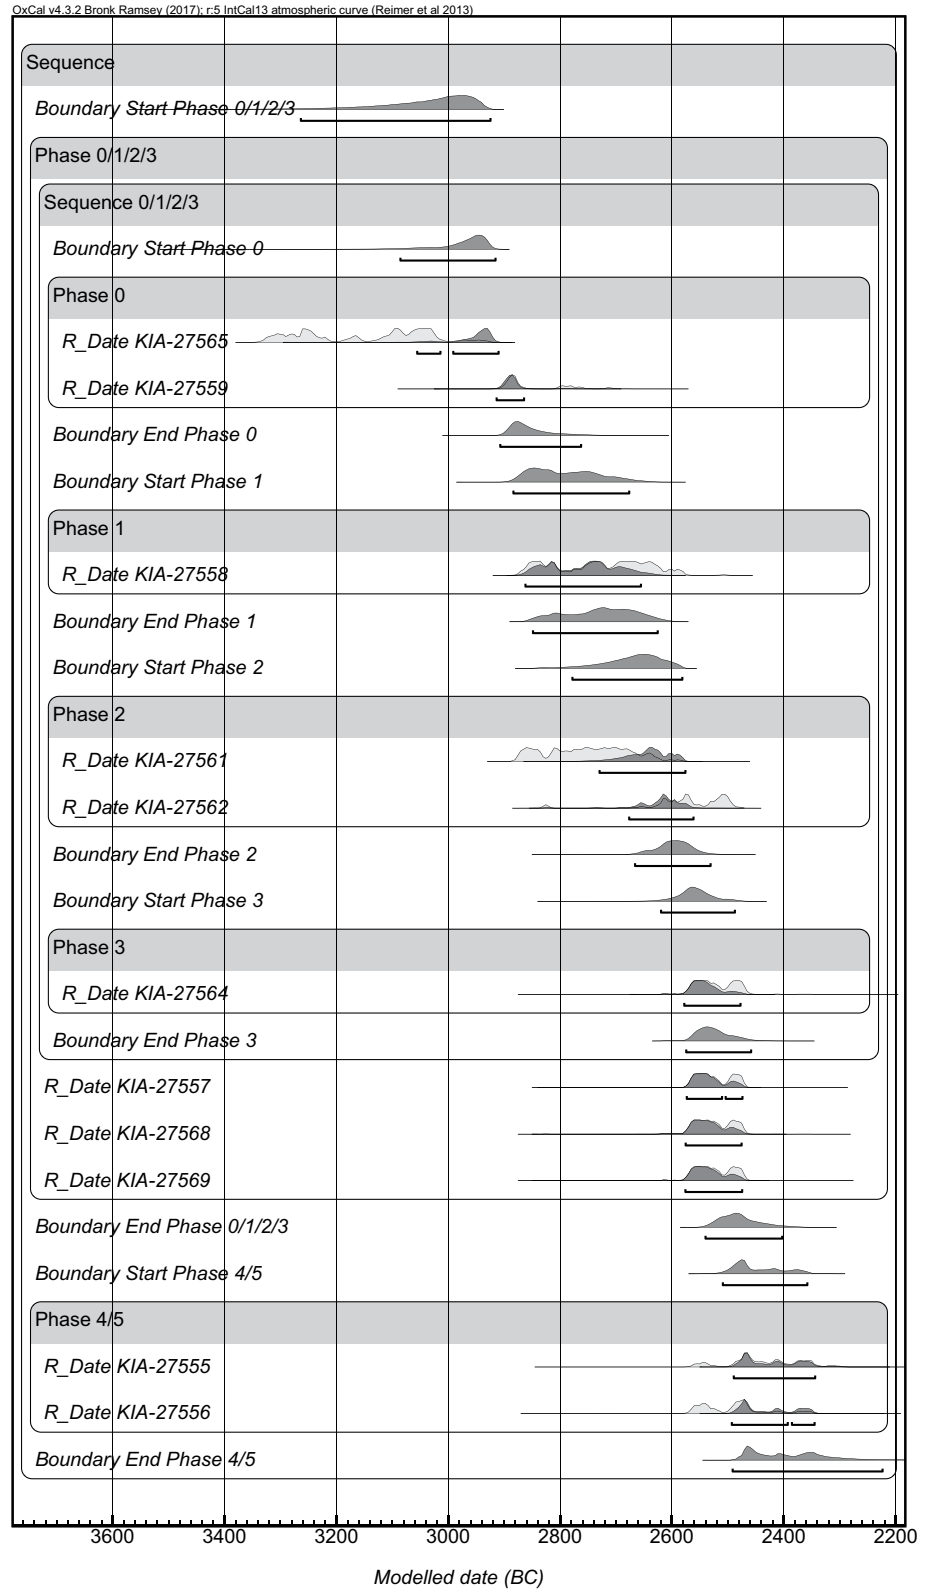 OxCal v4.3.2 Bronk Ramsey (2017); r:5 IntCal13 atmospheric curve (Reimer et al 2013)
Sequence
Boundary Start Phase 0/1/2/3
Phase 0/1/2/3
Sequence 0/1/2/3
Boundary Start Phase 0
Phase 0
R_Date KIA-27565
R_Date KIA-27559
Boundary End Phase 0
Boundary Start Phase 1
Phase 1
R_Date KIA-27558
Boundary End Phase 1
Boundary Start Phase 2
Phase 2
R_Date KIA-27561
R_Date KIA-27562
Boundary End Phase 2
Boundary Start Phase 3
Phase 3
R_Date KIA-27564
Boundary End Phase 3
R_Date KIA-27557
R_Date KIA-27568
R_Date KIA-27569
Boundary End Phase 0/1/2/3
Boundary Start Phase 4/5
Phase 4/5
R_Date KIA-27555
R_Date KIA-27556
Boundary End Phase 4/5
3600 3400 3200 3000 2800 2600 2400 2200
Modelled date (BC)